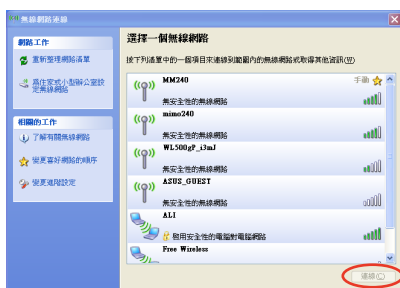 無線網路連線
網路工作
重新整理網路清單
為住家或小型辦公室設
定無線網路
相關的工作
了解有關無線網路
變更喜好網路的順序
變更進階設定
選擇一個無線網路
按下列清單中的一個項目來連線到範圍內的無線網路或取得其他資訊(W)
MM240
手動
無安全性的無線網路
mimo240
無安全性的無線網路
WL500gP_i3mJ
無安全性的無線網路
ASUS_GUEST
無安全性的無線網路
ALI
啟用安全性的電腦對電腦網路
Free Wireless
連線(C)